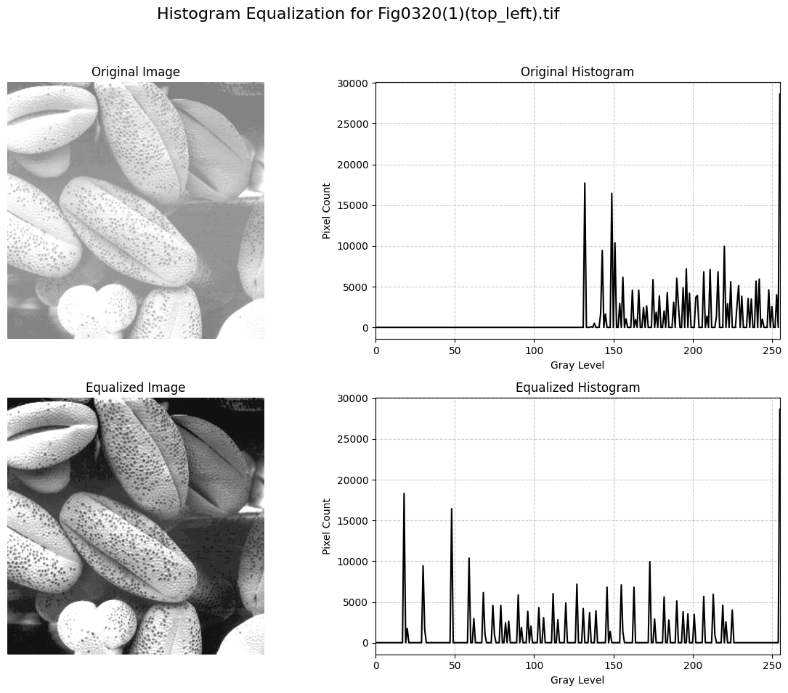 Histogram Equalization for Fig0320(1)(top_left).tif
Original Image
Original Histogram
30000
25000
20000
15000
10000
5000
0
Pixel Count
0 50 100 150 200 250
Gray Level
Equalized Image
Equalized Histogram
30000
25000
20000
15000
10000
5000
0
Pixel Count
0 50 100 150 200 250
Gray Level